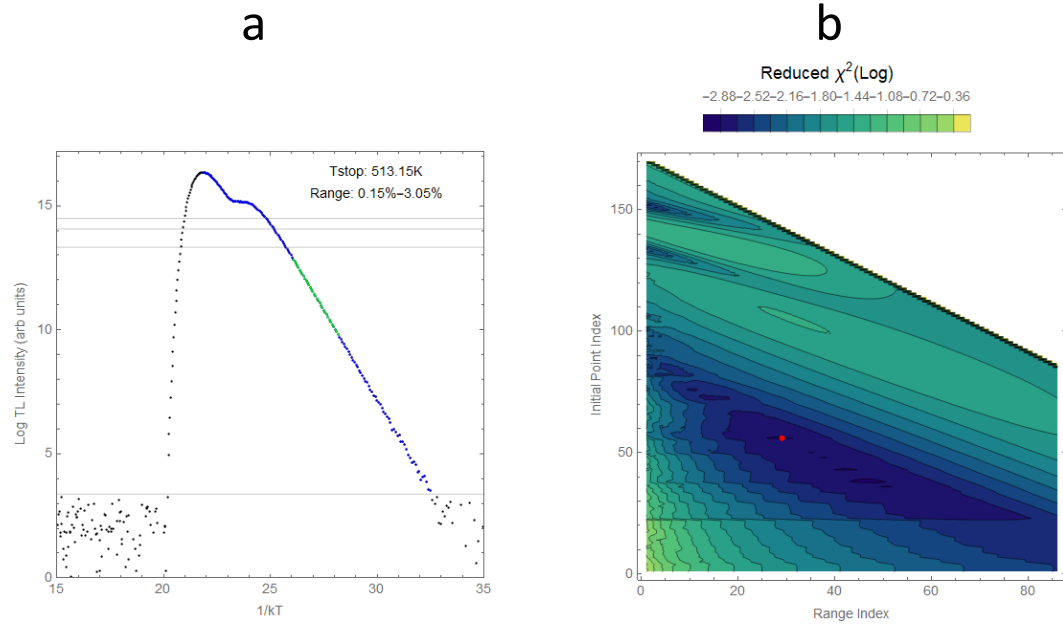 a
b
Reduced χ²(Log)
−2.88−2.52−2.16−1.80−1.44−1.08−0.72−0.36
Tstop: 513.15K
Range: 0.15%−3.05%
Log TL Intensity (arb units)
15
10
5
0
15 20 25 30 35
1/kT
Initial Point Index
150
100
50
0
0 20 40 60 80
Range Index